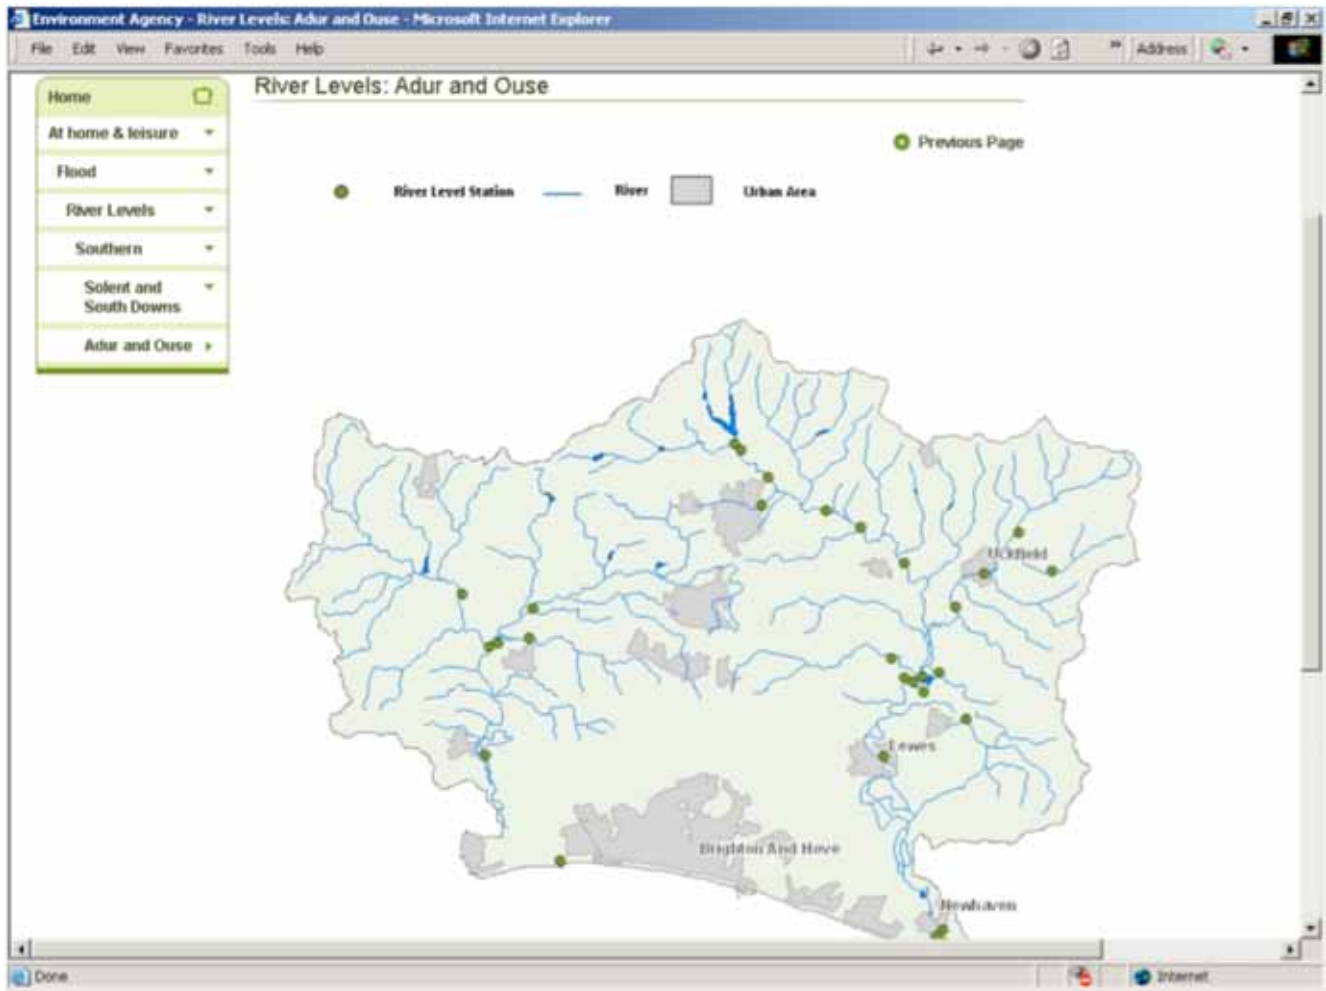 Environment Agency - River Levels: Adur and Ouse - Microsoft Internet Explorer
File Edit View Favorites Tools Help
» Address
River Levels: Adur and Ouse
Home
At home & leisure
Flood
River Levels
Southern
Solent and
South Downs
Adur and Ouse
Previous Page
River Level Station River Urban Area
Uckfield
Lewes
Brighton And Hove
Newhaven
Done
Internet